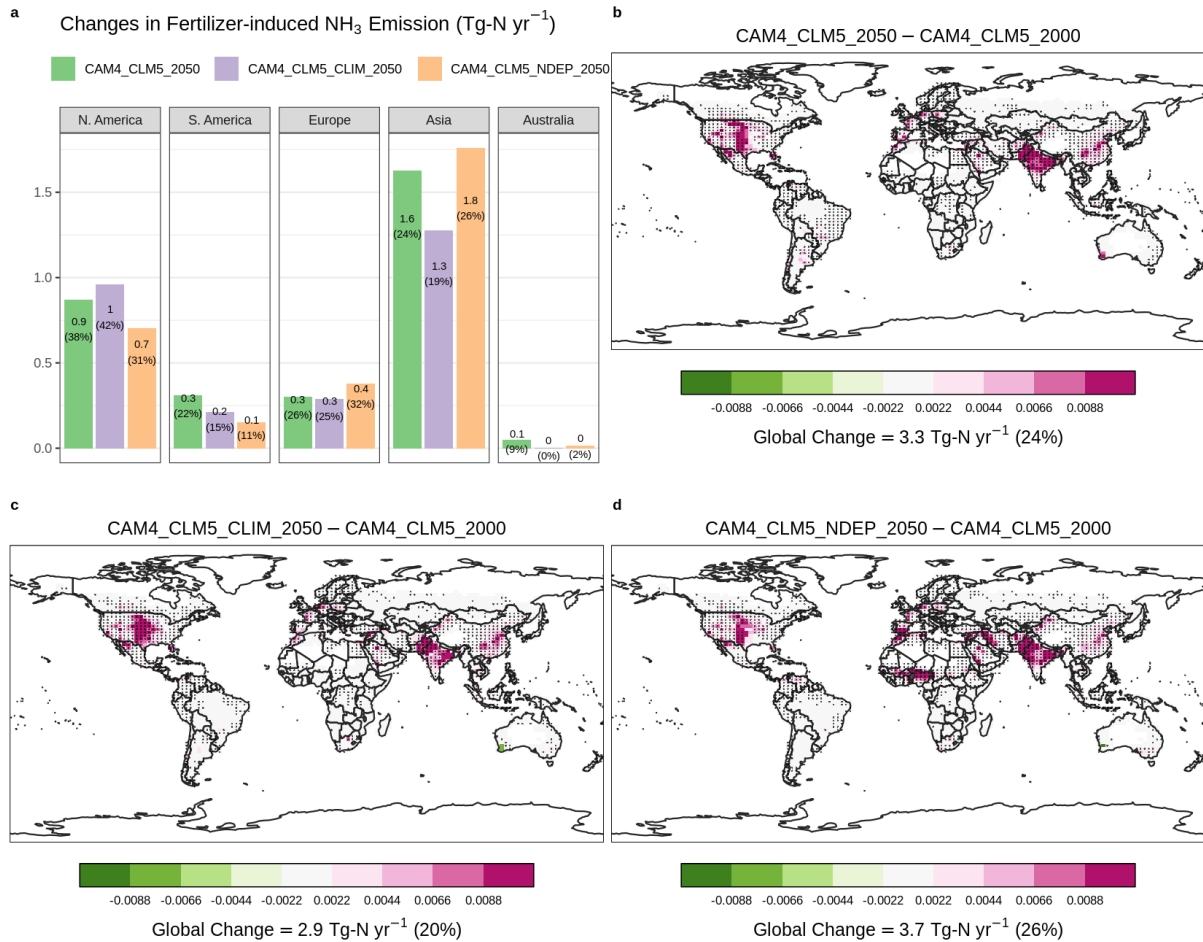 a
Changes in Fertilizer-induced NH₃ Emission (Tg-N yr⁻¹)
CAM4_CLM5_2050 CAM4_CLM5_CLIM_2050 CAM4_CLM5_NDEP_2050
N. America S. America Europe Asia Australia
1.5
1.0
0.5
0.0
0.9
(38%)
1
(42%)
0.7
(31%)
0.3
(22%)
0.2
(15%)
0.1
(11%)
0.3
(26%)
0.3
(25%)
0.4
(32%)
1.6
(24%)
1.3
(19%)
1.8
(26%)
0.1
(9%)
0
(0%)
0
(2%)
b
CAM4_CLM5_2050 − CAM4_CLM5_2000
-0.0088 -0.0066 -0.0044 -0.0022 0.0022 0.0044 0.0066 0.0088
Global Change = 3.3 Tg-N yr⁻¹ (24%)
c
CAM4_CLM5_CLIM_2050 − CAM4_CLM5_2000
-0.0088 -0.0066 -0.0044 -0.0022 0.0022 0.0044 0.0066 0.0088
Global Change = 2.9 Tg-N yr⁻¹ (20%)
d
CAM4_CLM5_NDEP_2050 − CAM4_CLM5_2000
-0.0088 -0.0066 -0.0044 -0.0022 0.0022 0.0044 0.0066 0.0088
Global Change = 3.7 Tg-N yr⁻¹ (26%)